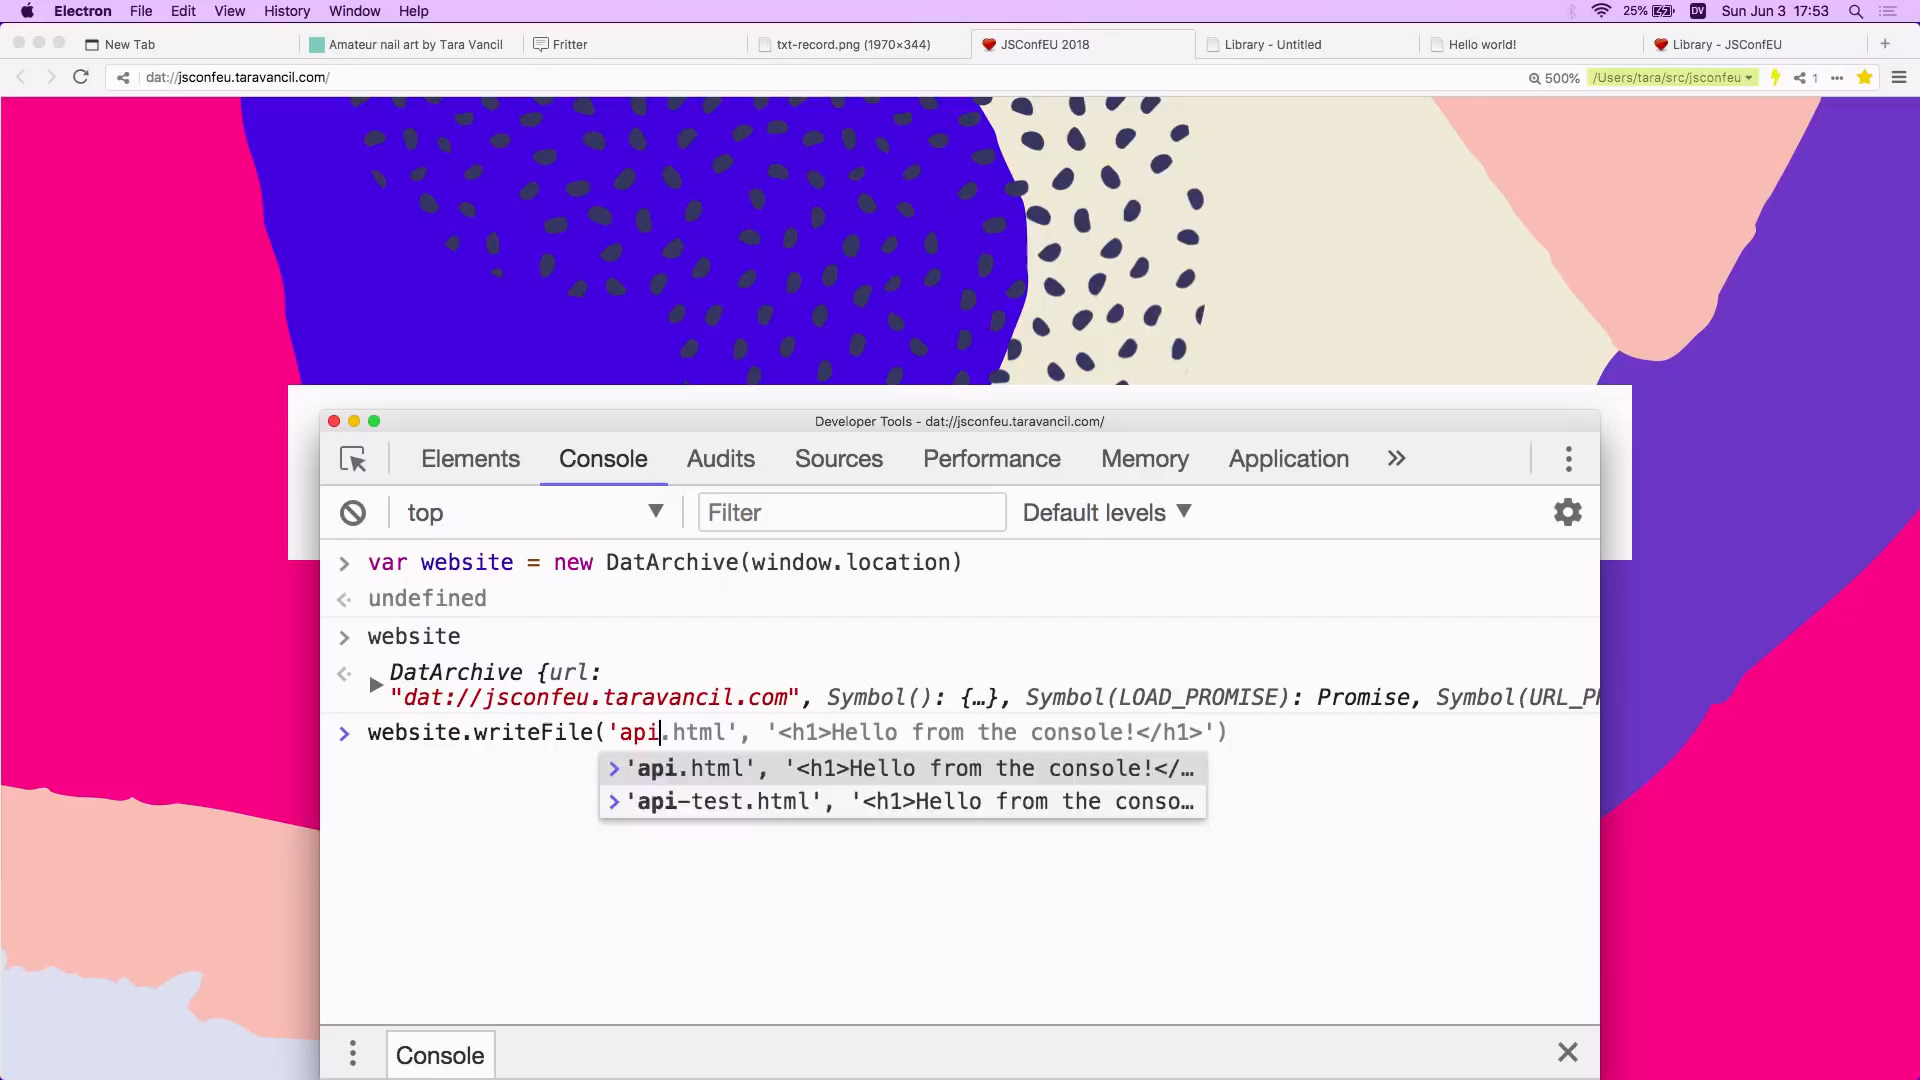 Electron File Edit View History Window Help 25% DV Sun Jun 3 17:53
New Tab Amateur nail art by Tara Vancil Fritter txt-record.png (1970×344) JSConfEU 2018 Library - Untitled Hello world! Library - JSConfEU
dat://jsconfeu.taravancil.com/ 500% /Users/tara/src/jsconfeu 1
Developer Tools - dat://jsconfeu.taravancil.com/
Elements Console Audits Sources Performance Memory Application
top Filter Default levels
var website = new DatArchive(window.location)
undefined
website
DatArchive {url:
"dat://jsconfeu.taravancil.com", Symbol(): {…}, Symbol(LOAD_PROMISE): Promise, Symbol(URL_P
website.writeFile('api.html', '<h1>Hello from the console!</h1>')
'api.html', '<h1>Hello from the console!</…
'api-test.html', '<h1>Hello from the conso…
Console